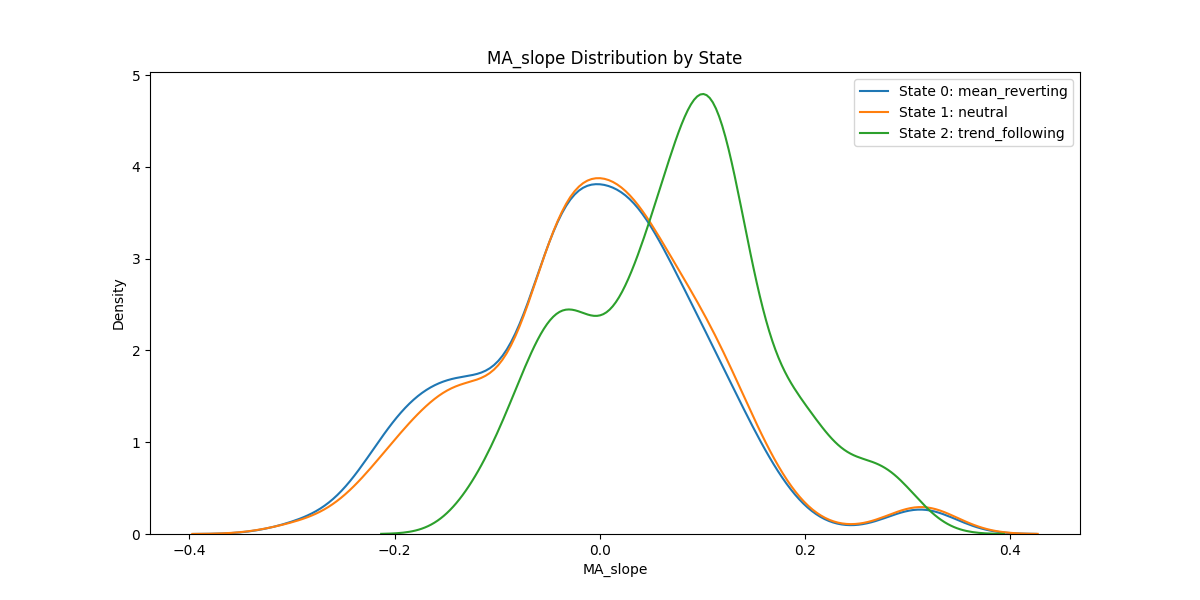 MA_slope Distribution by State
State 0: mean_reverting
State 1: neutral
State 2: trend_following
Density
5
4
3
2
1
0
−0.4
−0.2
0.0
0.2
0.4
MA_slope